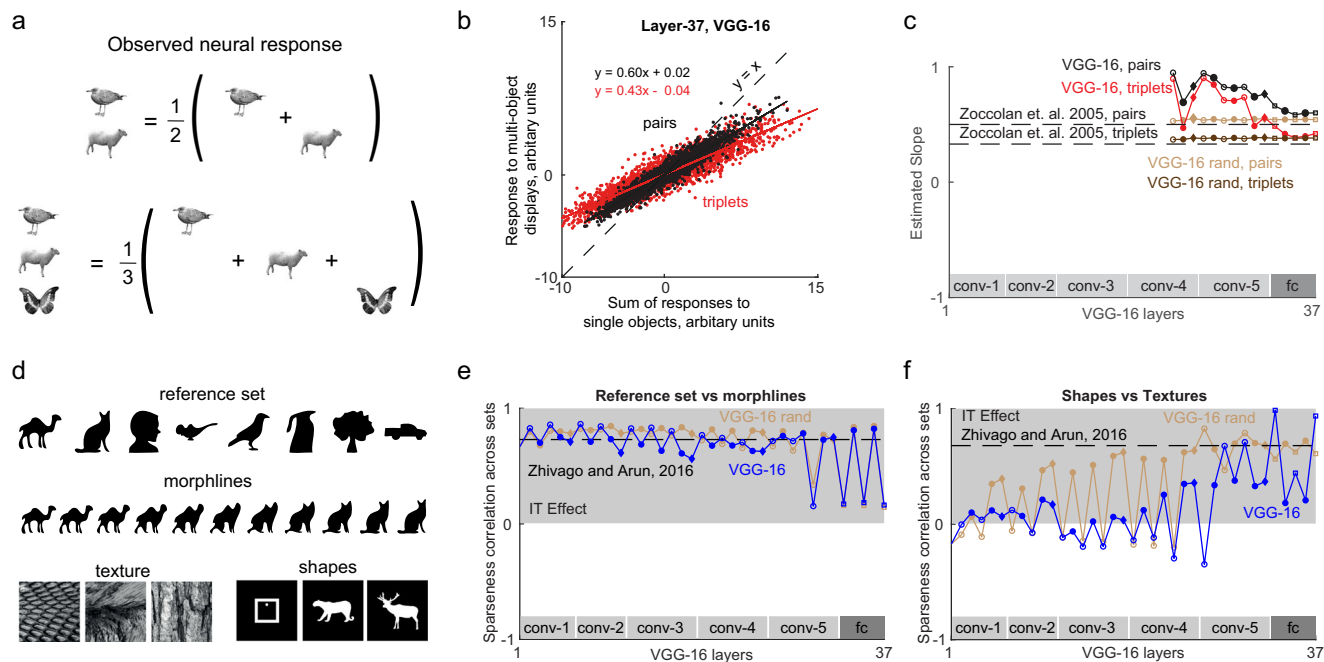 a
Observed neural response
= 1/2 ( + )
= 1/3 ( + + )
b
Layer-37, VGG-16
15
y = 0.60x + 0.02
y = 0.43x - 0.04
y = x
pairs
triplets
0
-10
-10 0 15
Response to multi-object
displays, arbitary units
Sum of responses to
single objects, arbitary units
c
1
VGG-16, pairs
VGG-16, triplets
Zoccolan et. al. 2005, pairs
Zoccolan et. al. 2005, triplets
VGG-16 rand, pairs
VGG-16 rand, triplets
0
Estimated Slope
-1
conv-1 conv-2 conv-3 conv-4 conv-5 fc
1 37
VGG-16 layers
d
reference set
morphlines
texture
shapes
e
Reference set vs morphlines
1
VGG-16 rand
Zhivago and Arun, 2016
VGG-16
IT Effect
0
Sparseness correlation across sets
-1
conv-1 conv-2 conv-3 conv-4 conv-5 fc
1 37
VGG-16 layers
f
Shapes vs Textures
1
IT Effect
VGG-16 rand
Zhivago and Arun, 2016
VGG-16
0
Sparseness correlation across sets
-1
conv-1 conv-2 conv-3 conv-4 conv-5 fc
1 37
VGG-16 layers